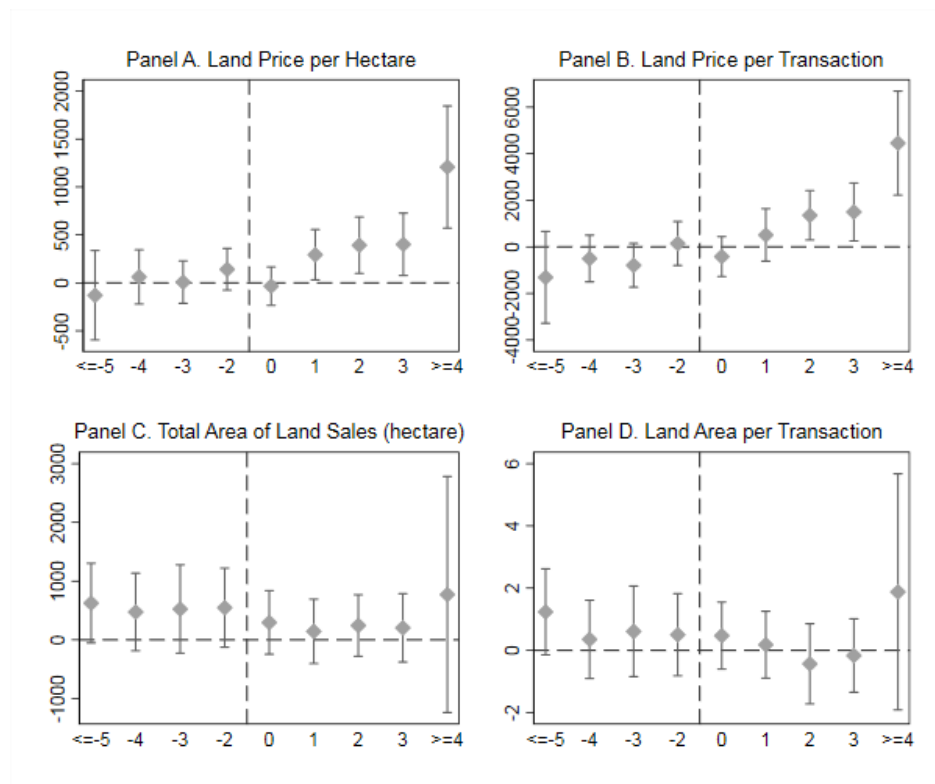 Panel A. Land Price per Hectare
2000
1500
1000
500
0
-500
<=-5 -4 -3 -2 0 1 2 3 >=4
Panel B. Land Price per Transaction
6000
4000
2000
0
-2000
-4000
<=-5 -4 -3 -2 0 1 2 3 >=4
Panel C. Total Area of Land Sales (hectare)
3000
2000
1000
0
-1000
<=-5 -4 -3 -2 0 1 2 3 >=4
Panel D. Land Area per Transaction
6
4
2
0
-2
<=-5 -4 -3 -2 0 1 2 3 >=4